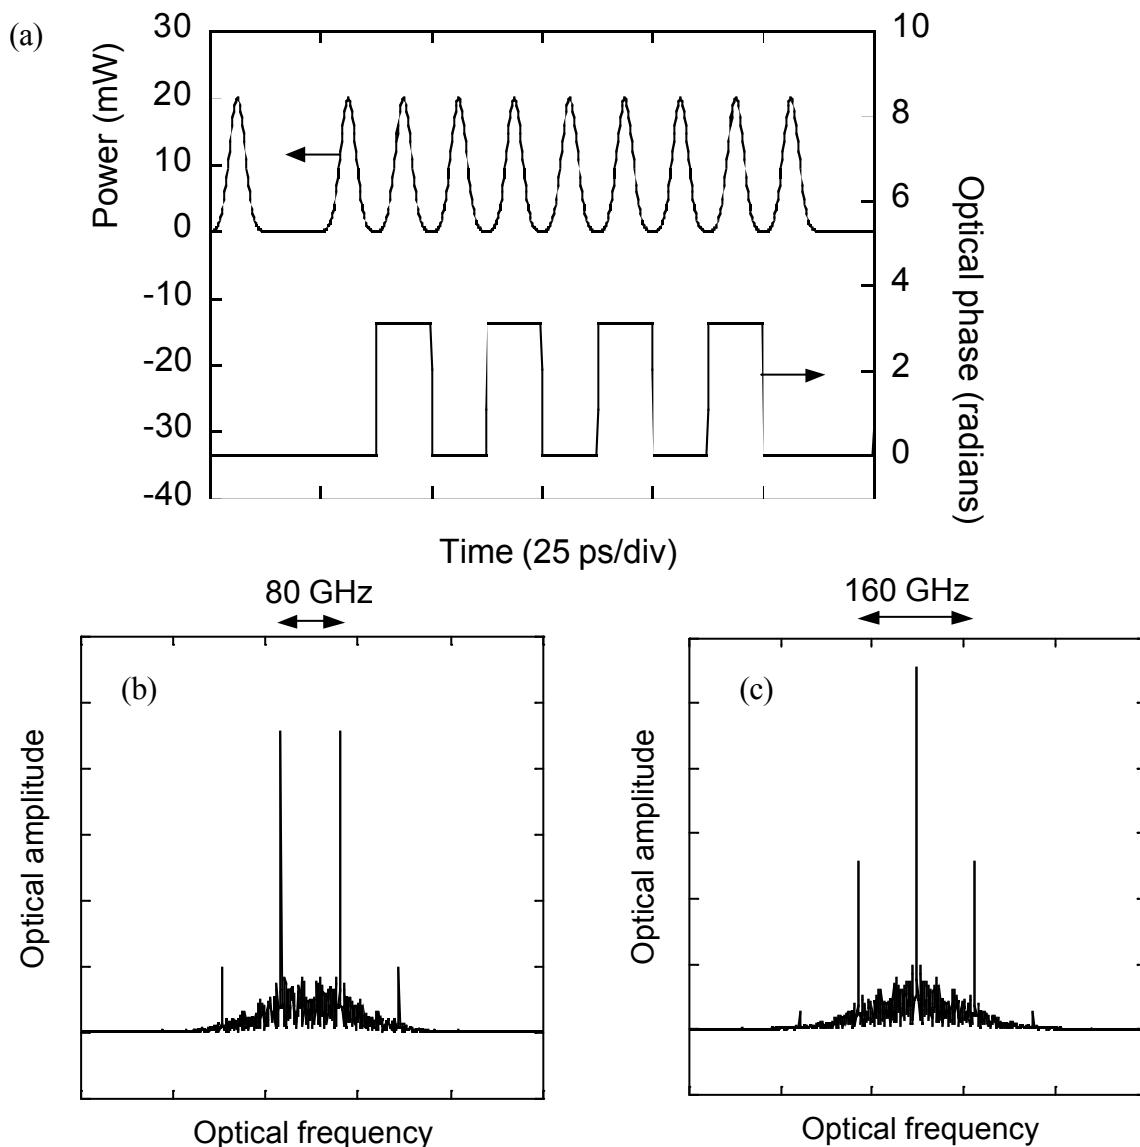 (a)
30
20
10
0
-10
-20
-30
-40
Power (mW)
10
8
6
4
2
0
Optical phase (radians)
Time (25 ps/div)
80 GHz
160 GHz
(b)
(c)
Optical amplitude
Optical amplitude
Optical frequency
Optical frequency